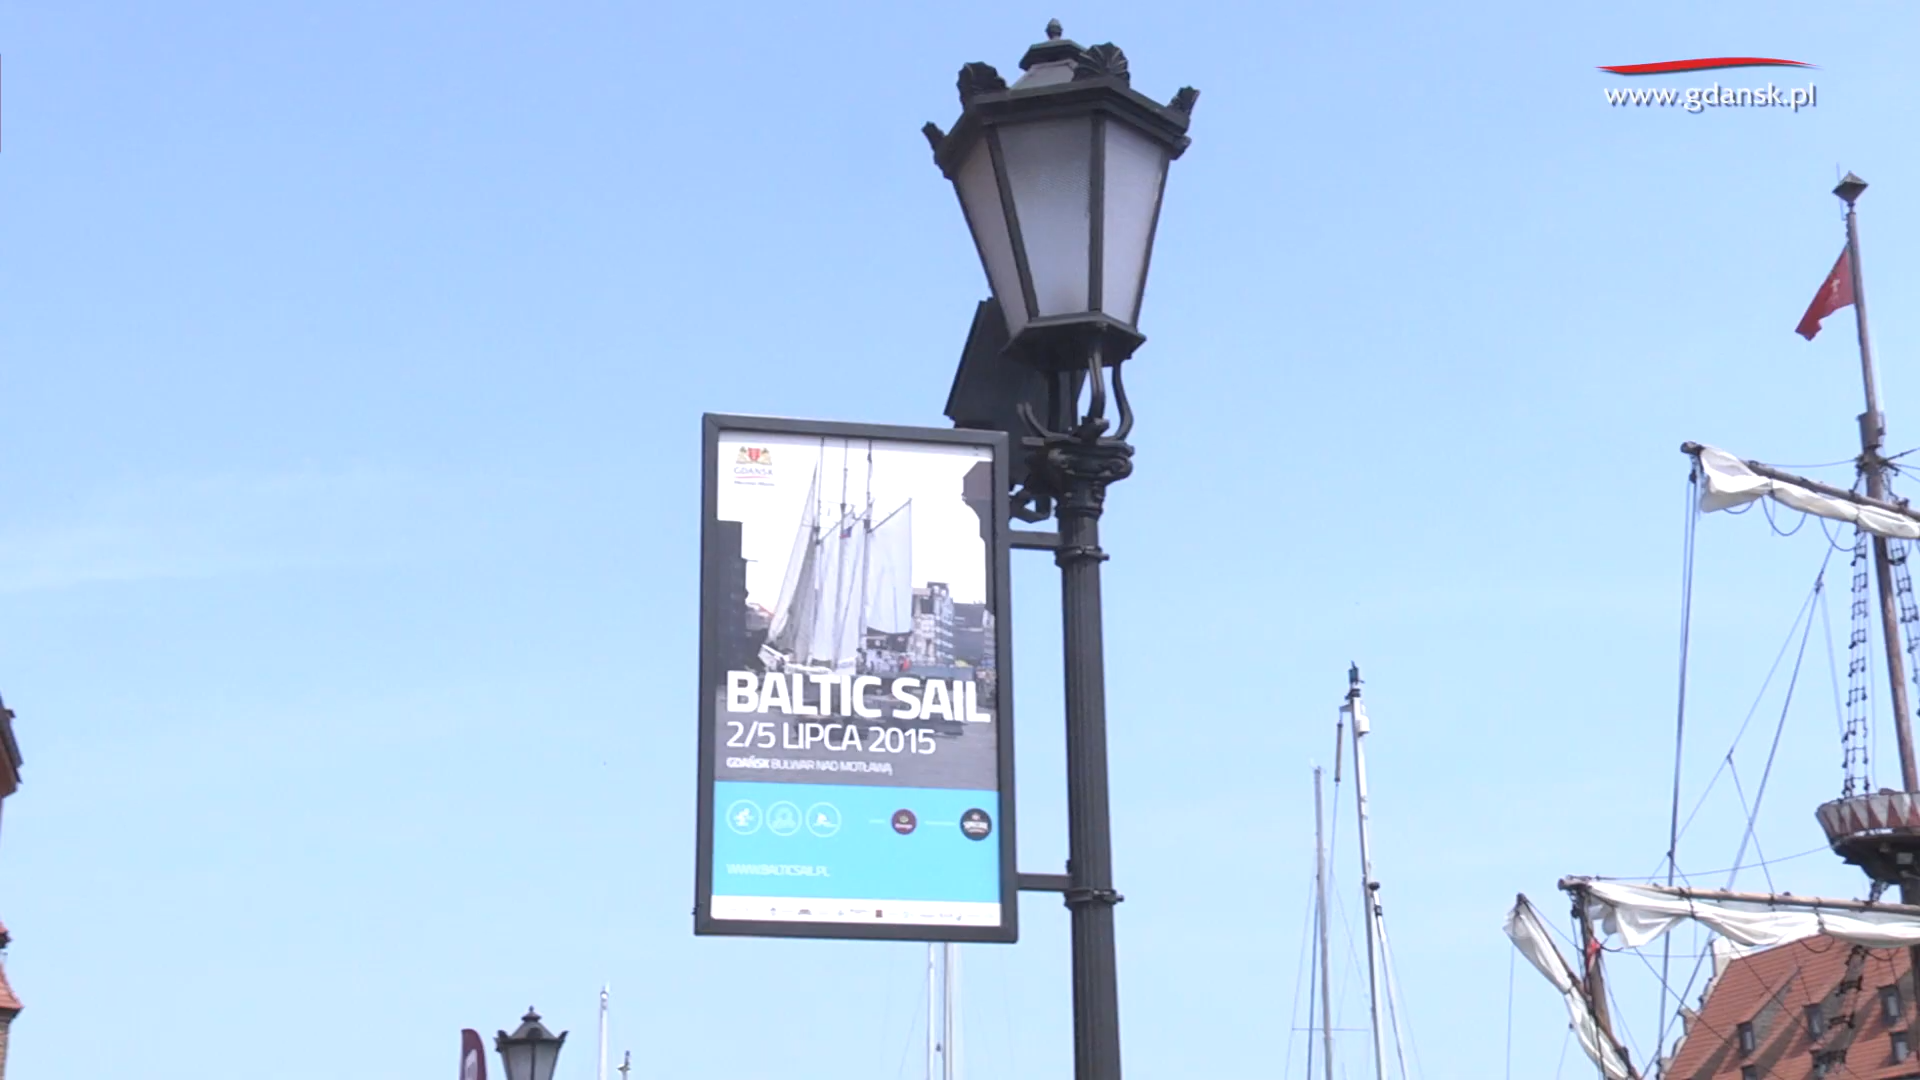 www.gdansk.pl
GDAŃSK
BALTIC SAIL
2/5 LIPCA 2015
GDAŃSK BULWAR NAD MOTŁAWĄ
WWW.BALTICSAIL.PL